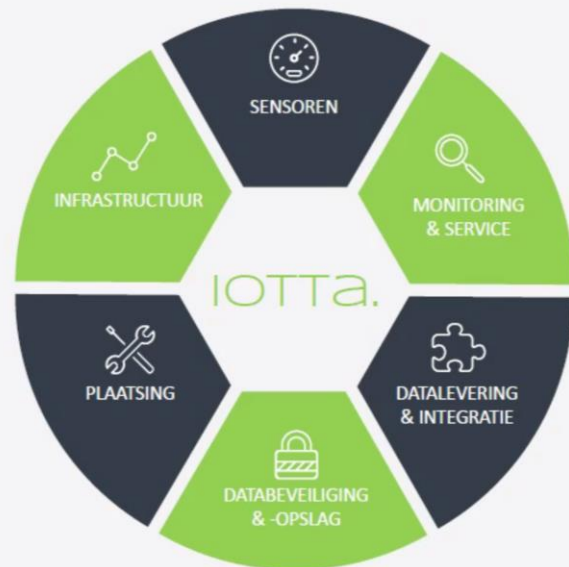 SENSOREN
INFRASTRUCTUUR
MONITORING
& SERVICE
IOTTa.
PLAATSING
DATALEVERING
& INTEGRATIE
DATABEVEILIGING
& -OPSLAG